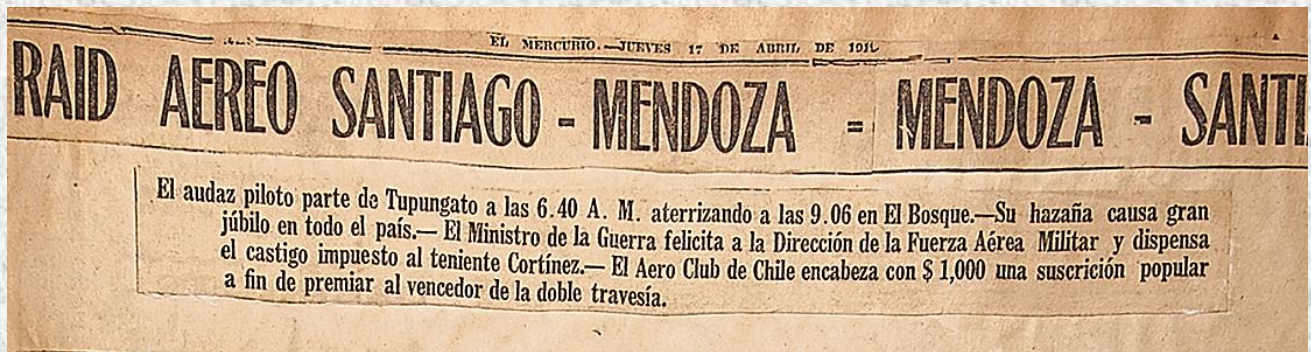 EL MERCURIO.—JUEVES 17 DE ABRIL DE
RAID AEREO SANTIAGO - MENDOZA = MENDOZA - SANTI
El audaz piloto parte de Tupungato a las 6.40 A. M. aterrizando a las 9.06 en El Bosque.—Su hazaña causa gran
júbilo en todo el país.— El Ministro de la Guerra felicita a la Dirección de la Fuerza Aérea Militar y dispensa
el castigo impuesto al teniente Cortínez.— El Aero Club de Chile encabeza con $ 1,000 una suscrición popular
a fin de premiar al vencedor de la doble travesía.